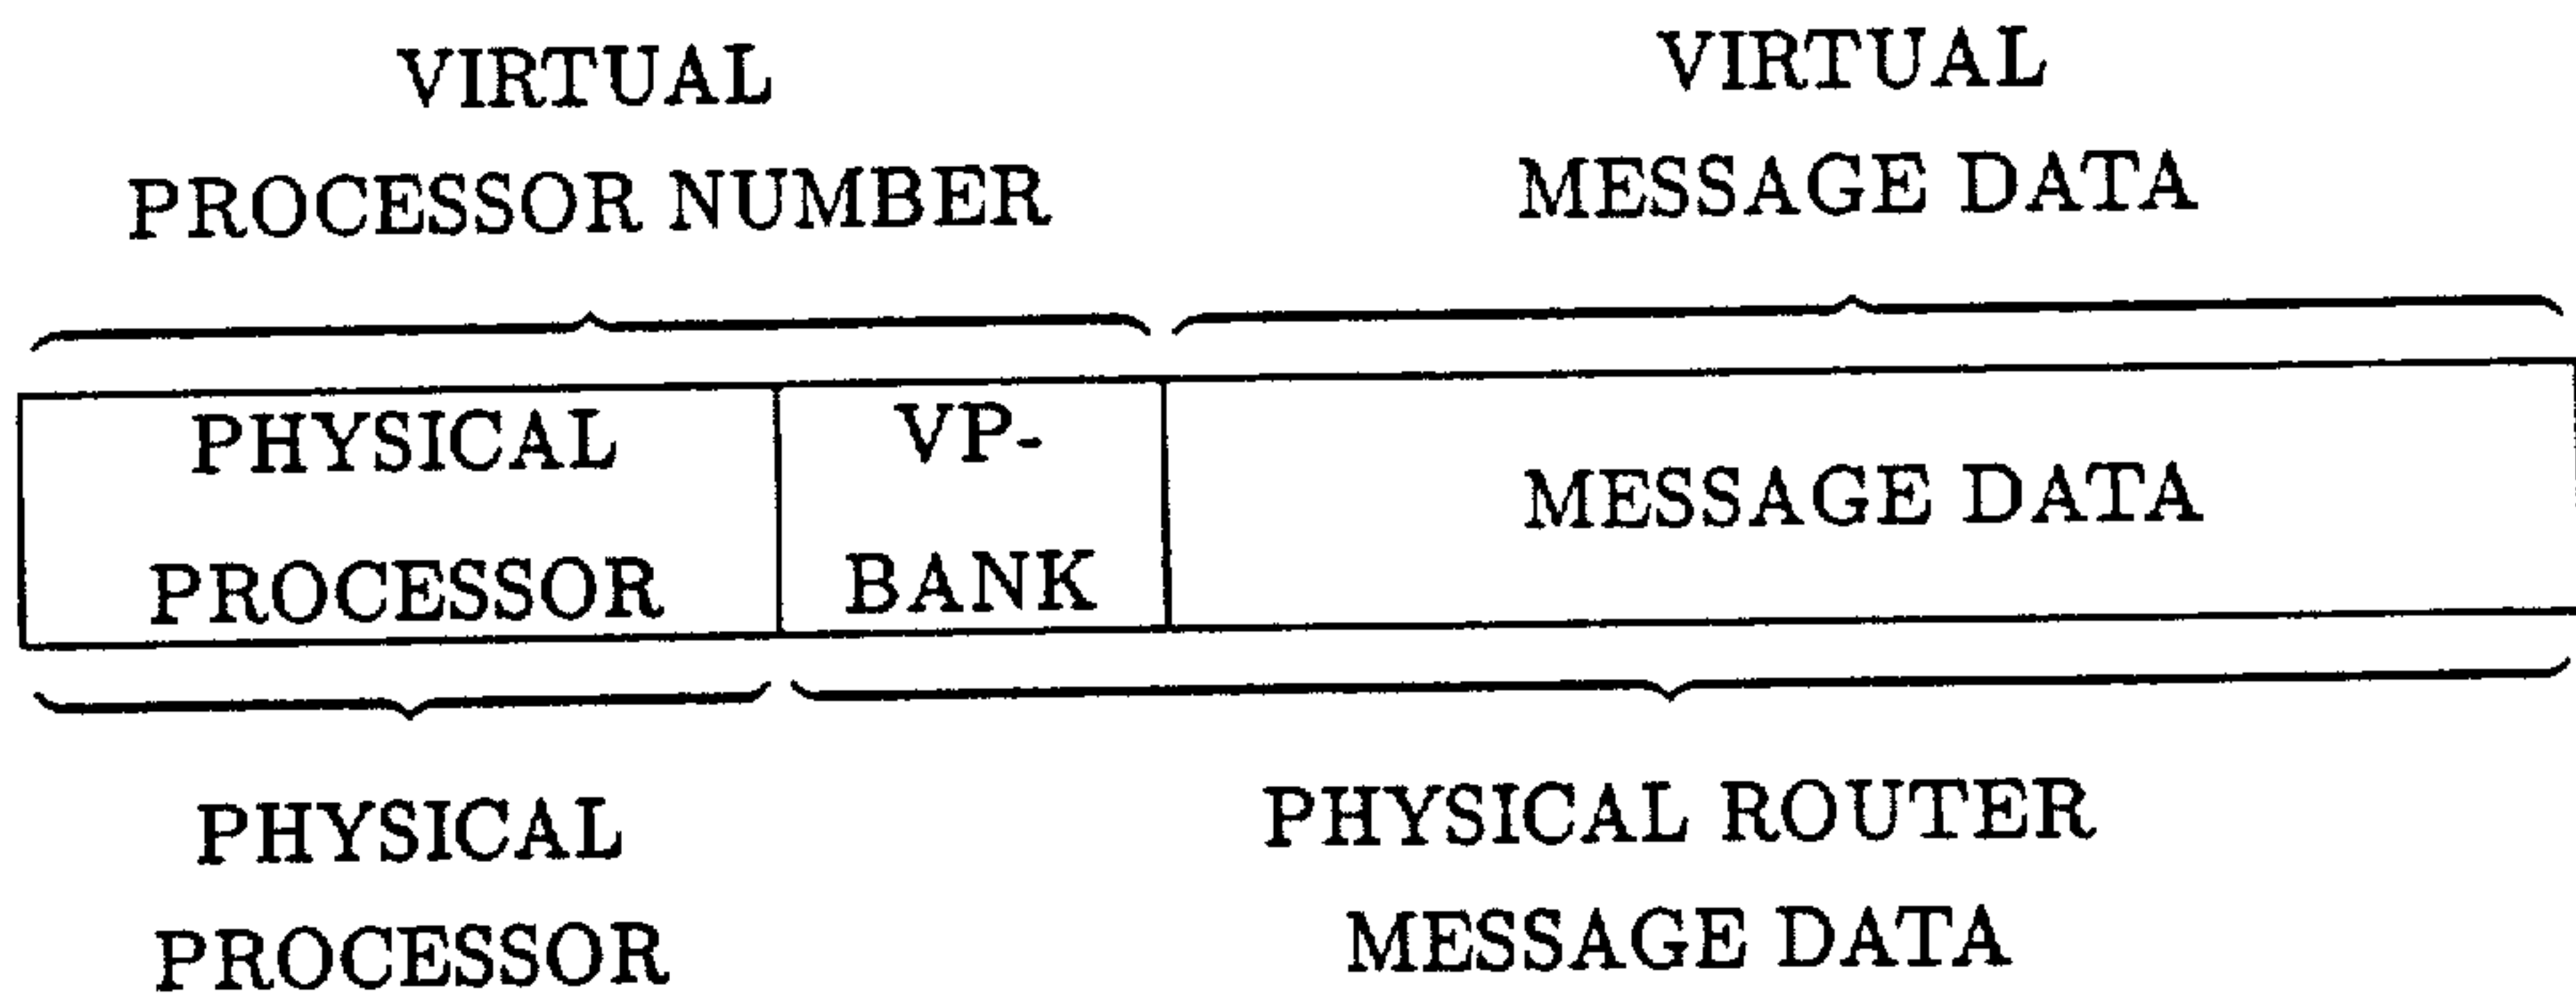 VIRTUAL
PROCESSOR NUMBER
VIRTUAL
MESSAGE DATA
PHYSICAL
PROCESSOR
VP-
BANK
MESSAGE DATA
PHYSICAL
PROCESSOR
PHYSICAL ROUTER
MESSAGE DATA